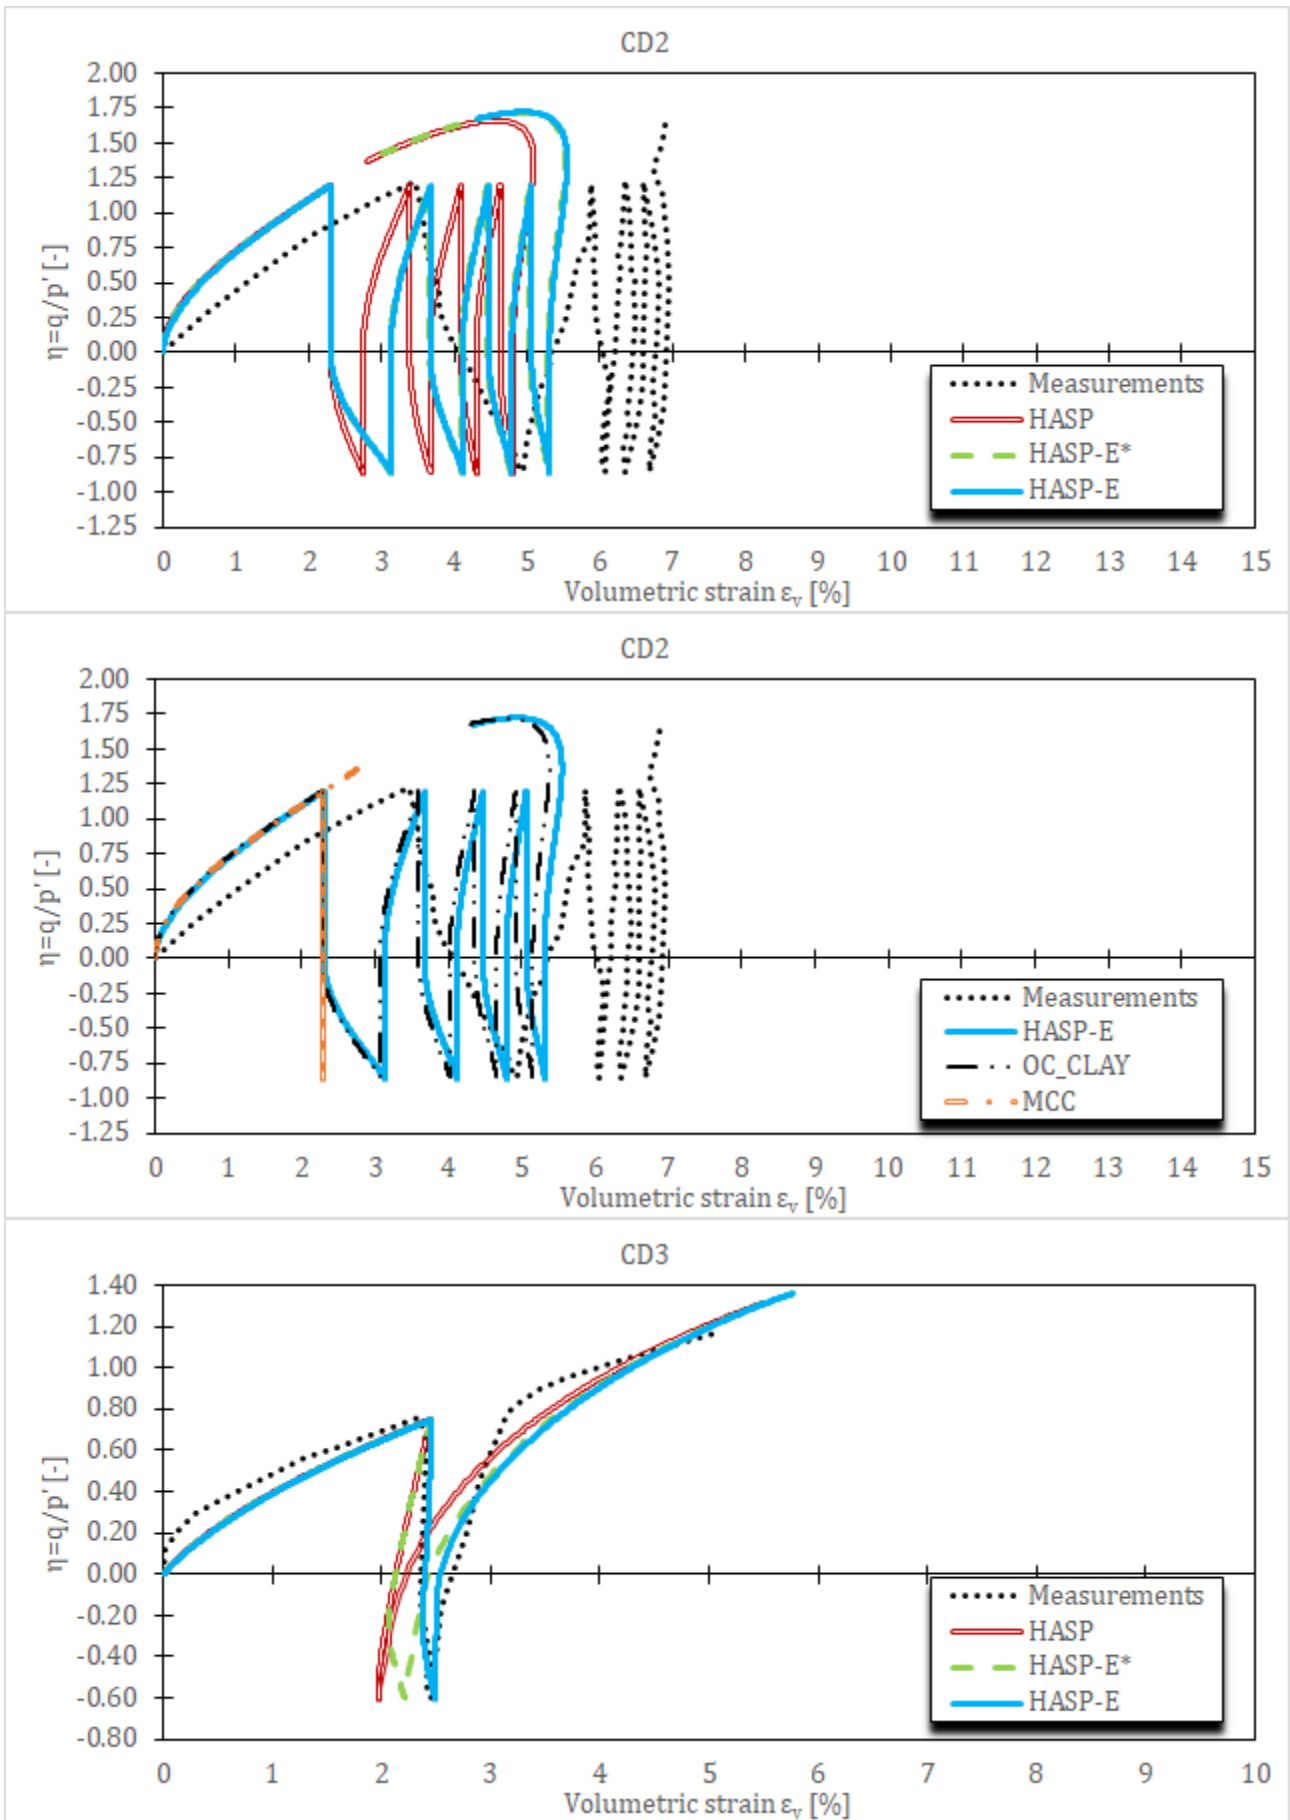 CD2
2.00
1.75
1.50
1.25
1.00
0.75
0.50
0.25
0.00
-0.25
-0.50
-0.75
-1.00
-1.25
η=q/p' [-]
Measurements
HASP
HASP-E*
HASP-E
0 1 2 3 4 5 6 7 8 9 10 11 12 13 14 15
Volumetric strain εv [%]
CD2
2.00
1.75
1.50
1.25
1.00
0.75
0.50
0.25
0.00
-0.25
-0.50
-0.75
-1.00
-1.25
η=q/p' [-]
Measurements
HASP-E
OC_CLAY
MCC
0 1 2 3 4 5 6 7 8 9 10 11 12 13 14 15
Volumetric strain εv [%]
CD3
1.40
1.20
1.00
0.80
0.60
0.40
0.20
0.00
-0.20
-0.40
-0.60
-0.80
η=q/p' [-]
Measurements
HASP
HASP-E*
HASP-E
0 1 2 3 4 5 6 7 8 9 10
Volumetric strain εv [%]